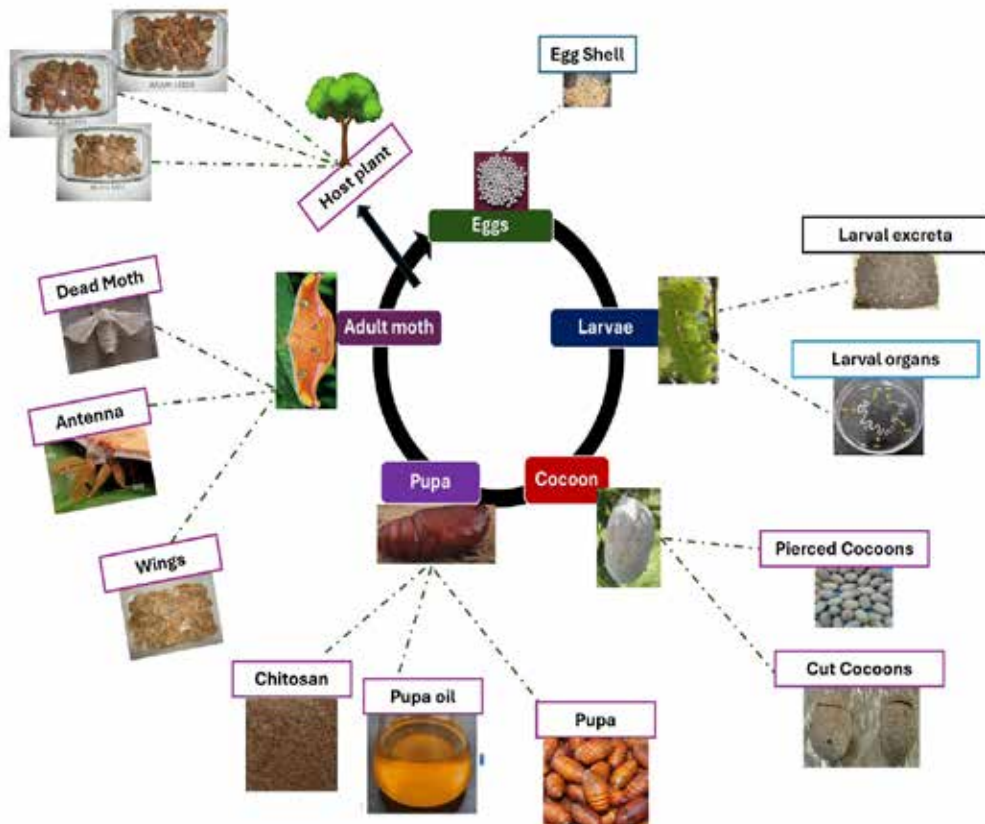 Egg Shell
Host plant
Eggs
Larval excreta
Dead Moth
Adult moth
Larvae
Larval organs
Antenna
Pupa
Cocoon
Pierced Cocoons
Wings
Cut Cocoons
Chitosan
Pupa oil
Pupa